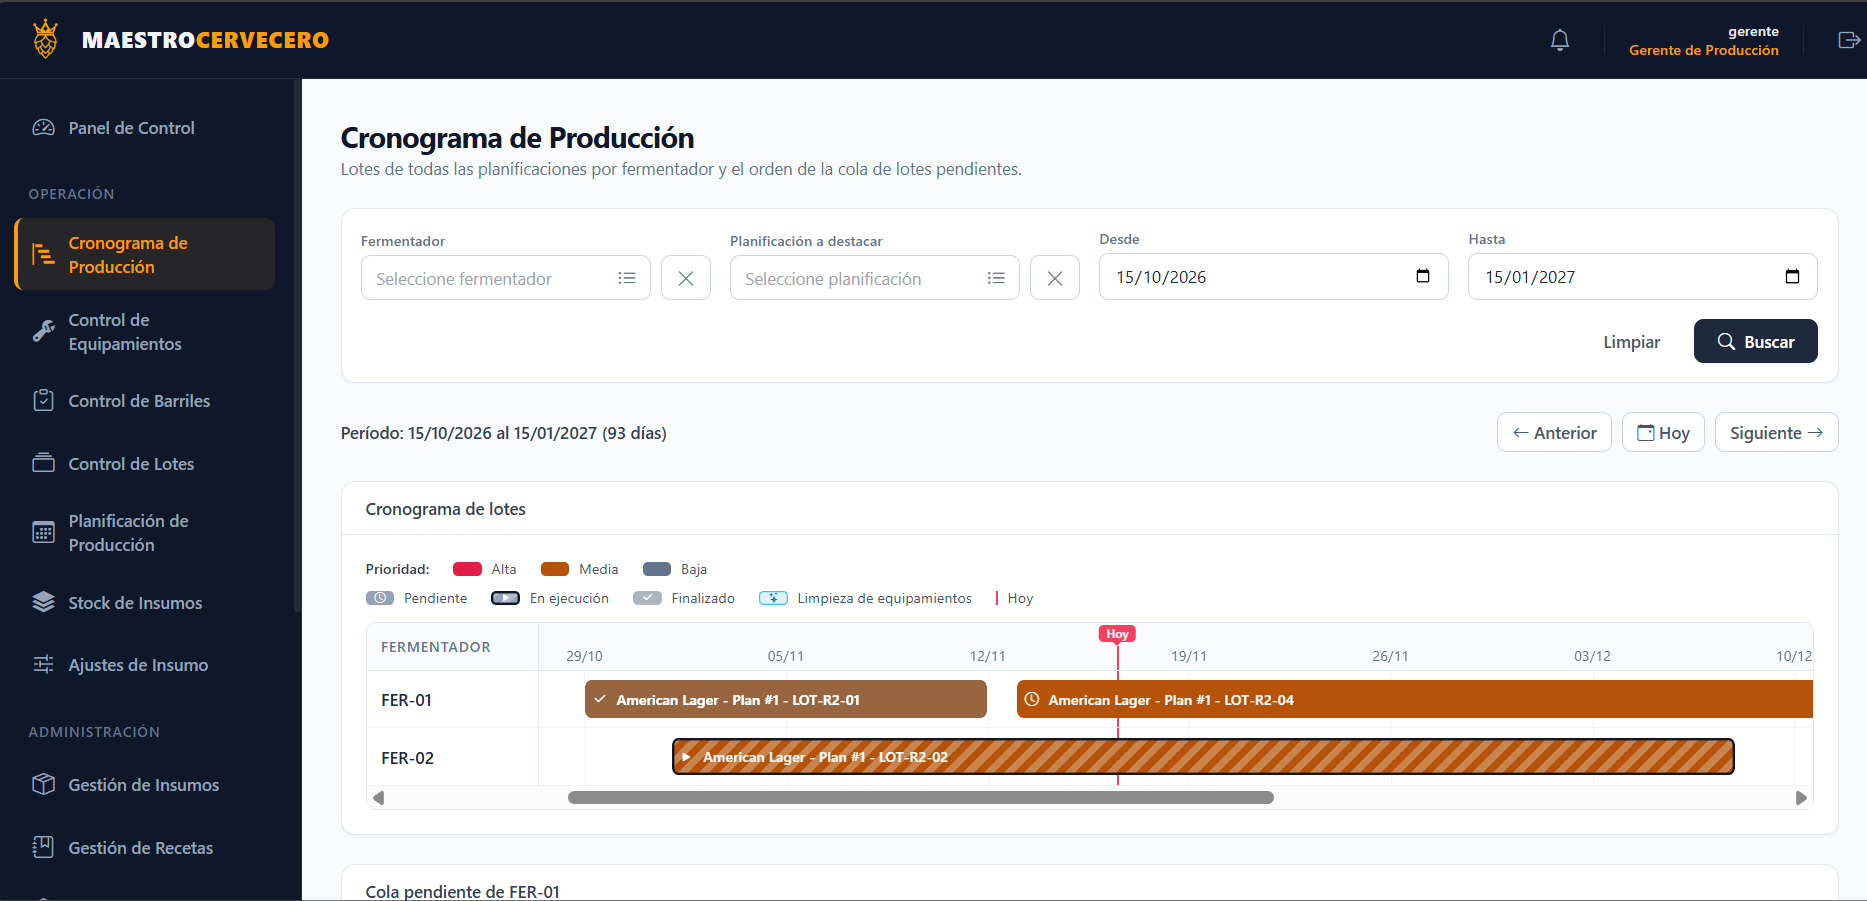 MAESTROCERVECERO
gerente
Gerente de Producción
Panel de Control
OPERACIÓN
Cronograma de
Producción
Control de
Equipamientos
Control de Barriles
Control de Lotes
Planificación de
Producción
Stock de Insumos
Ajustes de Insumo
ADMINISTRACIÓN
Gestión de Insumos
Gestión de Recetas
Cronograma de Producción
Lotes de todas las planificaciones por fermentador y el orden de la cola de lotes pendientes.
Fermentador
Seleccione fermentador
Planificación a destacar
Seleccione planificación
Desde
15/10/2026
Hasta
15/01/2027
Limpiar
Buscar
Período: 15/10/2026 al 15/01/2027 (93 días)
← Anterior
Hoy
Siguiente →
Cronograma de lotes
Prioridad: Alta Media Baja
Pendiente En ejecución Finalizado Limpieza de equipamientos Hoy
Hoy
FERMENTADOR
29/10 05/11 12/11 19/11 26/11 03/12 10/12
FER-01
American Lager - Plan #1 - LOT-R2-01
American Lager - Plan #1 - LOT-R2-04
FER-02
American Lager - Plan #1 - LOT-R2-02
Cola pendiente de FER-01